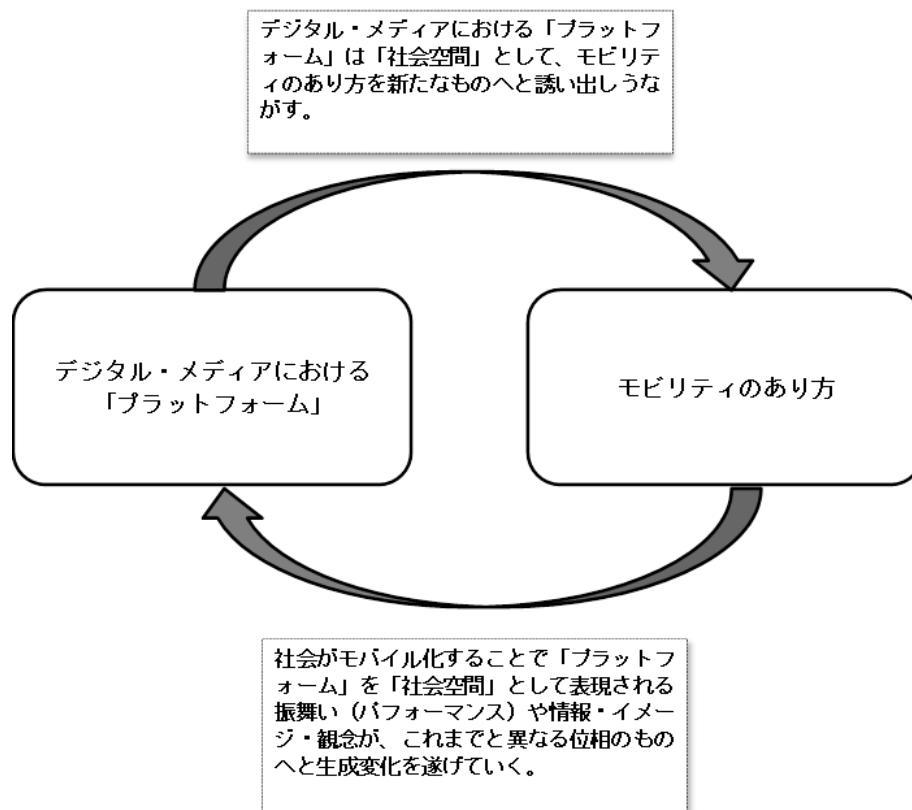 デジタル・メディアにおける「プラットフ
ォーム」は「社会空間」として、モビリテ
ィのあり方を新たなものへと誘い出しうな
がす。
デジタル・メディアにおける
「プラットフォーム」
モビリティのあり方
社会がモバイル化することで「プラットフ
ォーム」を「社会空間」として表現される
振舞い（パフォーマンス）や情報・イメー
ジ・観念が、これまでと異なる位相のもの
へと生成変化を遂げていく。